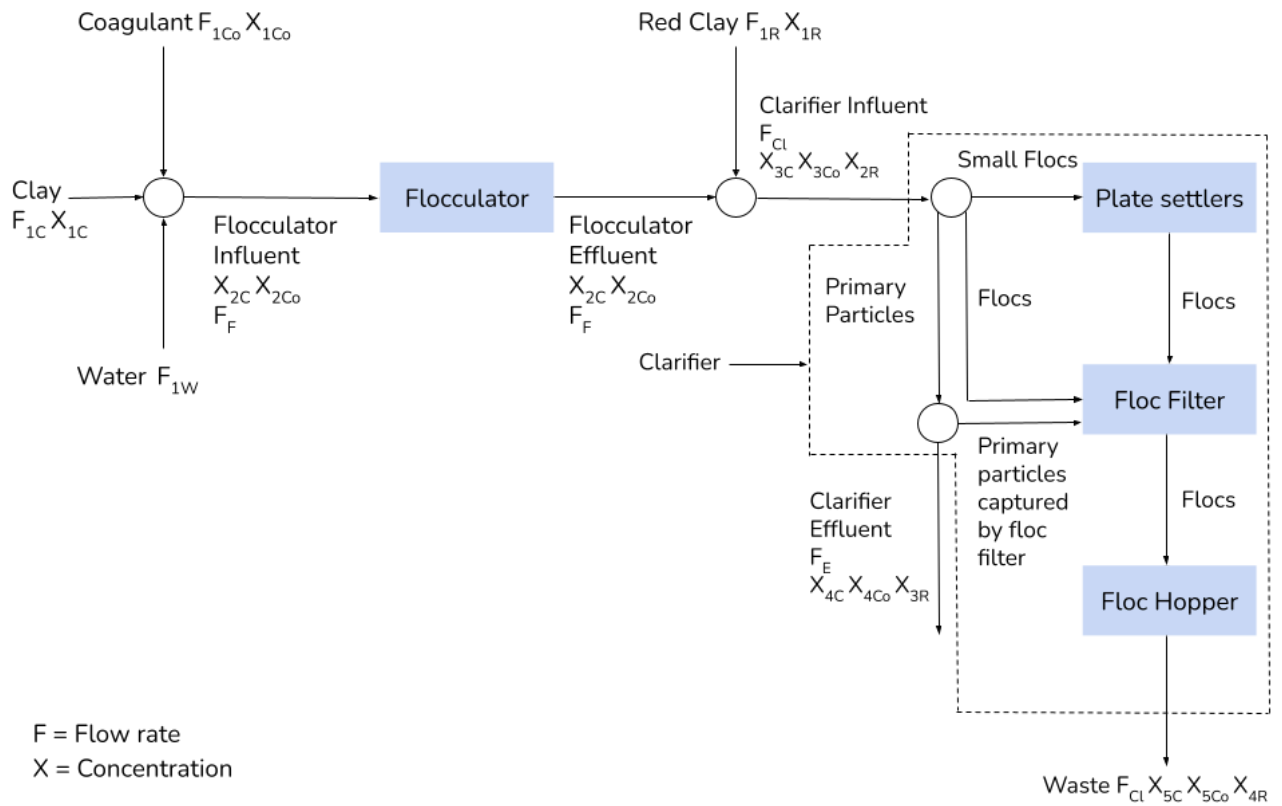 Coagulant F1Co X1Co
Red Clay F1R X1R
Clarifier Influent
FCl
X3C X3Co X2R
Small Flocs
Clay
F1C X1C
Flocculator
Plate settlers
Flocculator
Influent
X2C X2Co
FF
Flocculator
Effluent
X2C X2Co
FF
Primary
Particles
Flocs
Flocs
Water F1W
Clarifier
Floc Filter
Primary
particles
captured
by floc
filter
Flocs
Clarifier
Effluent
FE
X4C X4Co X3R
Floc Hopper
F = Flow rate
X = Concentration
Waste FCl X5C X5Co X4R